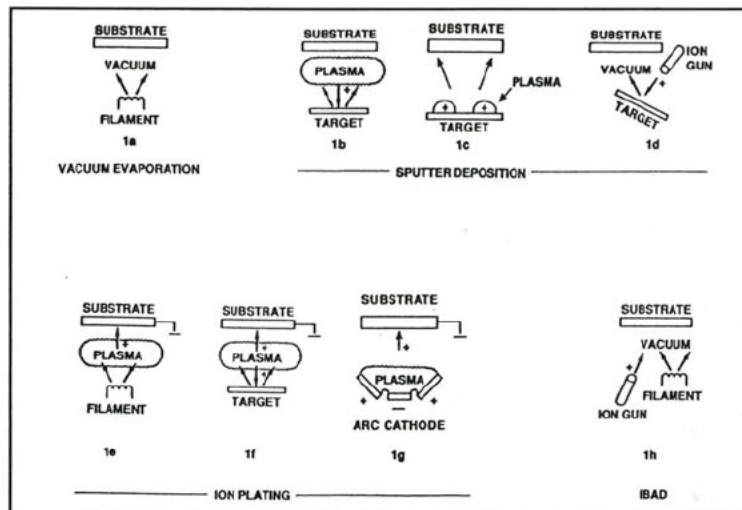 SUBSTRATE
VACUUM
FILAMENT
1a
VACUUM EVAPORATION
SUBSTRATE
PLASMA
+
TARGET
1b
SUBSTRATE
PLASMA
+ +
TARGET
1c
SUBSTRATE
ION
GUN
VACUUM
+
TARGET
1d
SPUTTER DEPOSITION
SUBSTRATE
+
PLASMA
FILAMENT
1e
SUBSTRATE
+
PLASMA
+
TARGET
1f
SUBSTRATE
+
PLASMA
+ — +
ARC CATHODE
1g
ION PLATING
SUBSTRATE
VACUUM
+
FILAMENT
ION GUN
1h
IBAD